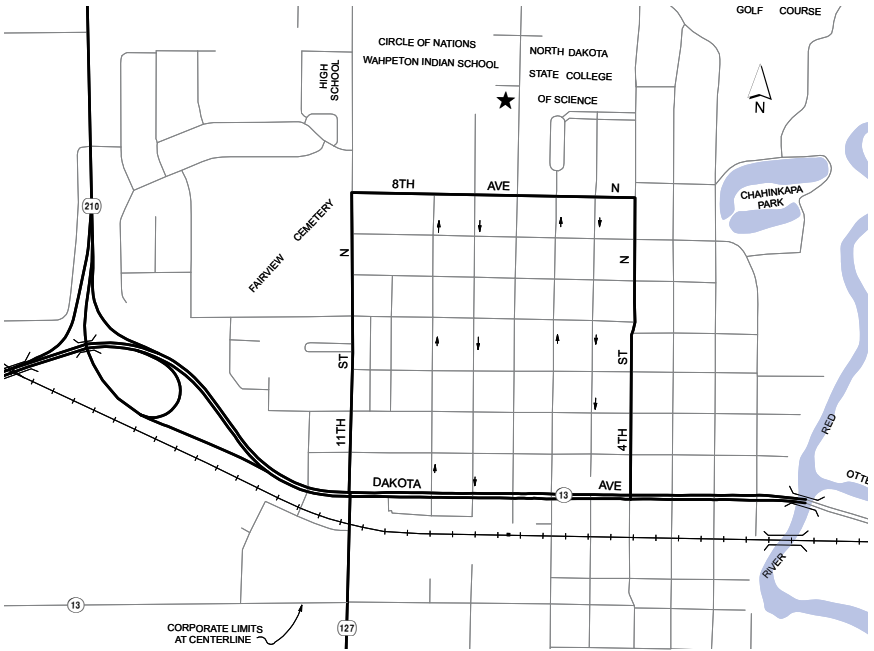 GOLF COURSE
CIRCLE OF NATIONS
WAHPETON INDIAN SCHOOL
NORTH DAKOTA
STATE COLLEGE
OF SCIENCE
HIGH
SCHOOL
N
8TH AVE N
CHAHINKAPA
PARK
210
FAIRVIEW CEMETERY
11TH ST N
4TH ST N
RED
RIVER
OTTE
DAKOTA AVE
13
13
CORPORATE LIMITS
AT CENTERLINE
127